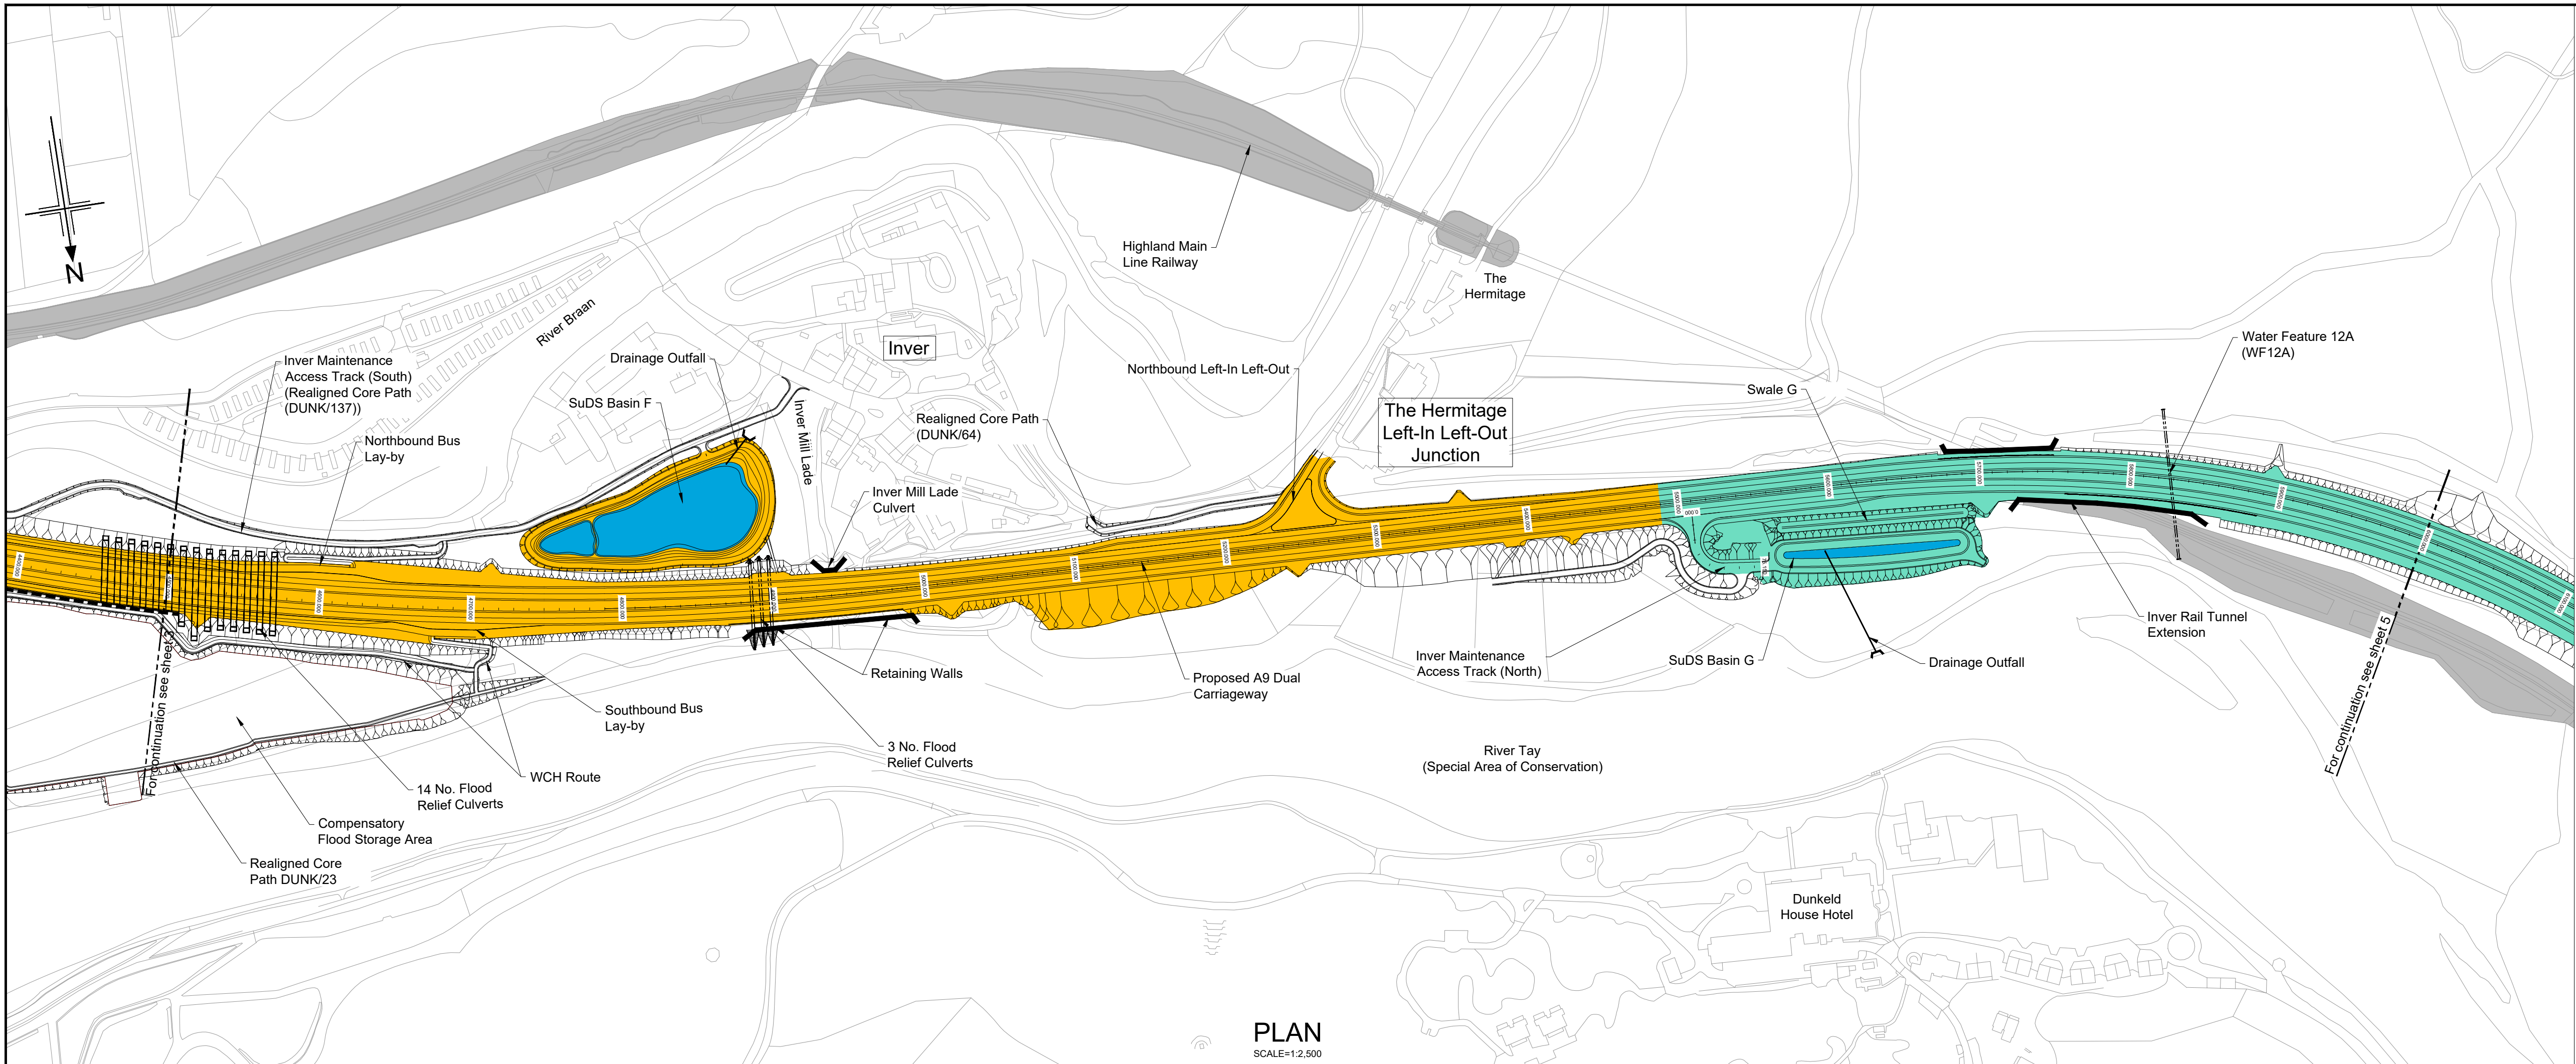 N
Highland Main
Line Railway
The
Hermitage
River Braan
Inver Maintenance
Access Track (South)
(Realigned Core Path
(DUNK/137))
Northbound Bus
Lay-by
Drainage Outfall
SuDS Basin F
Inver
Inver Mill Lade
Inver Mill Lade
Culvert
Realigned Core Path
(DUNK/64)
Northbound Left-In Left-Out
The Hermitage
Left-In Left-Out
Junction
Swale G
Water Feature 12A
(WF12A)
Retaining Walls
Proposed A9 Dual
Carriageway
Inver Maintenance
Access Track (North)
SuDS Basin G
Drainage Outfall
Inver Rail Tunnel
Extension
For continuation see sheet 5
For continuation see sheet 3
Southbound Bus
Lay-by
3 No. Flood
Relief Culverts
WCH Route
14 No. Flood
Relief Culverts
Compensatory
Flood Storage Area
Realigned Core
Path DUNK/23
River Tay
(Special Area of Conservation)
Dunkeld
House Hotel
PLAN
SCALE=1:2,500